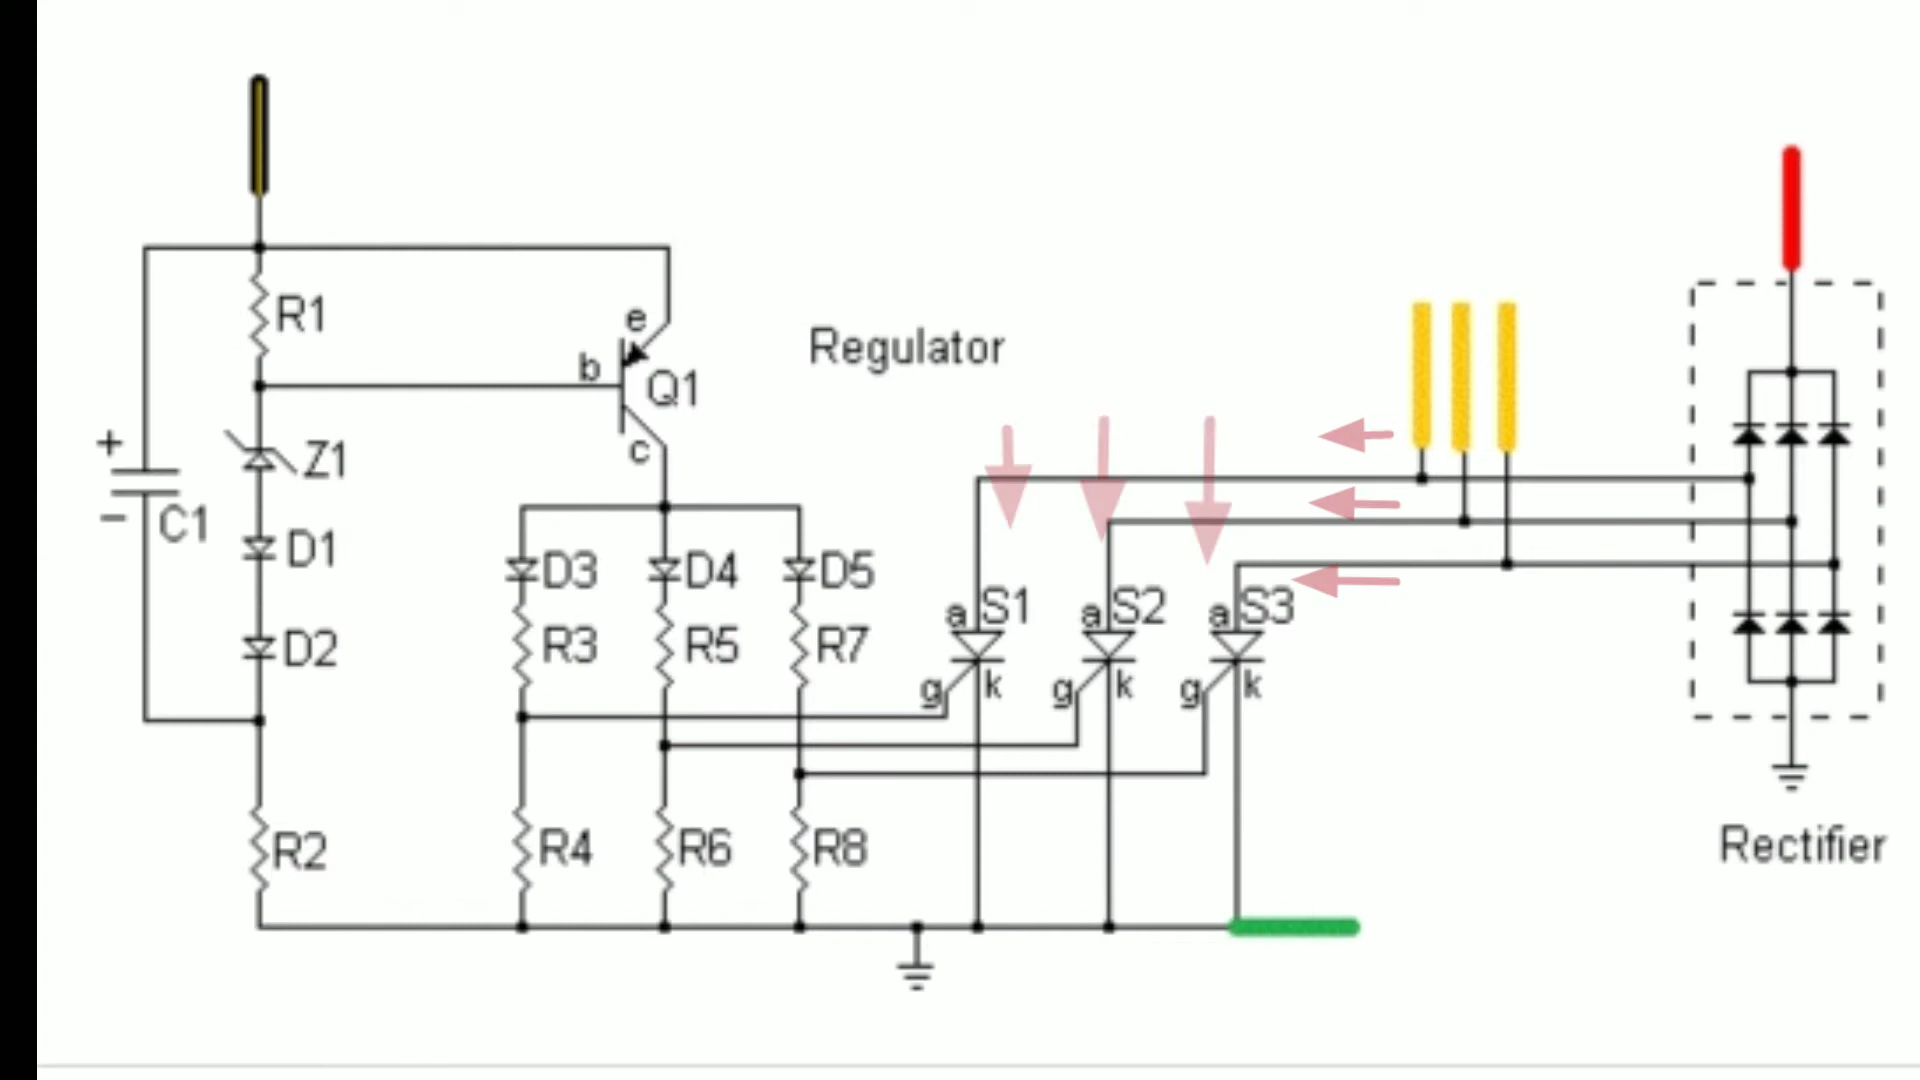 R1
e
b
Q1
Regulator
+
Z1
c
−
C1
D1
D3
D4
D5
D2
R3
R5
R7
a
S1
a
S2
a
S3
g
k
g
k
g
k
R2
R4
R6
R8
Rectifier